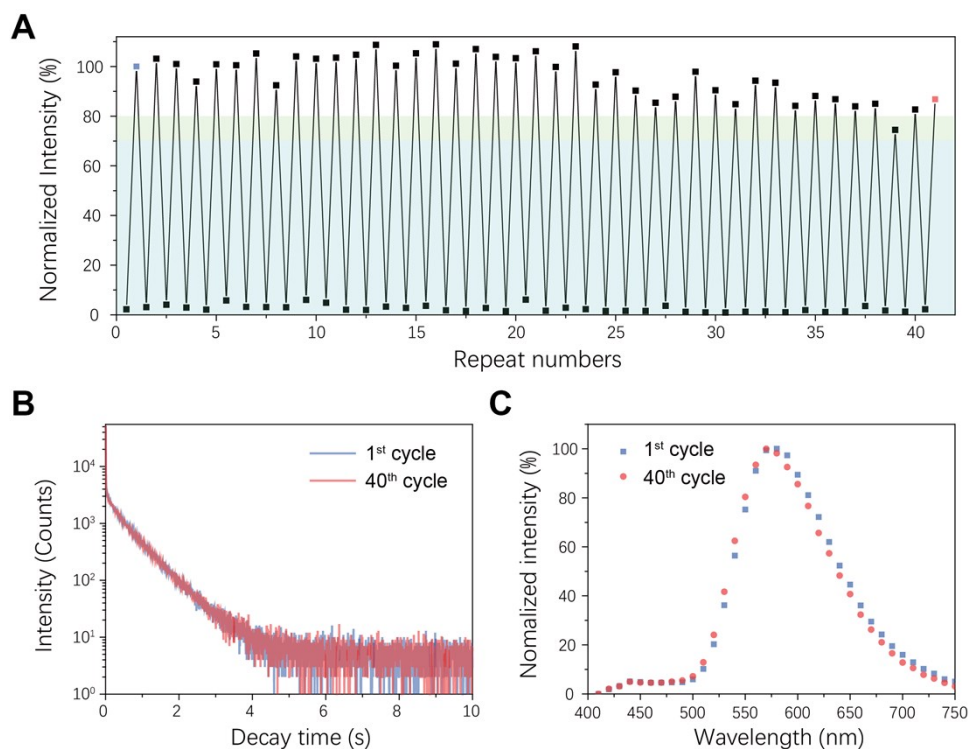 A
Normalized Intensity (%)
100
80
60
40
20
0
0 5 10 15 20 25 30 35 40
Repeat numbers
B
Intensity (Counts)
10⁴
10³
10²
10¹
10⁰
1st cycle
40th cycle
0 2 4 6 8 10
Decay time (s)
C
Nomalized intensity (%)
100
80
60
40
20
0
1st cycle
40th cycle
400 450 500 550 600 650 700 750
Wavelength (nm)